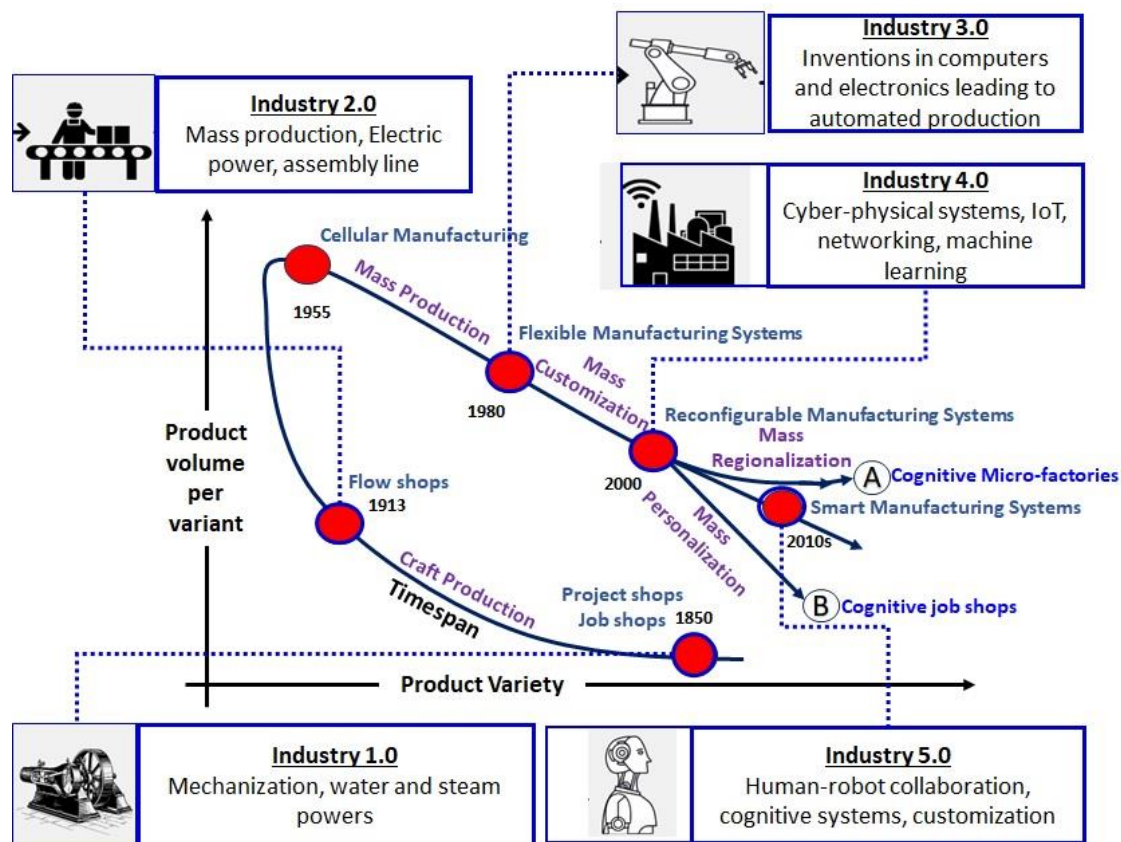 Industry 3.0
Inventions in computers
and electronics leading to
automated production
Industry 2.0
Mass production, Electric
power, assembly line
Industry 4.0
Cyber-physical systems, IoT,
networking, machine
learning
Cellular Manufacturing
Mass Production
1955
Flexible Manufacturing Systems
Mass
Customization
1980
Reconfigurable Manufacturing Systems
Mass
Regionalization
2000
A
Cognitive Micro-factories
Smart Manufacturing Systems
2010s
Mass
Personalization
B
Cognitive job shops
Product
volume
per
variant
Flow shops
1913
Craft Production
Timespan
Project shops
Job shops
1850
Product Variety
Industry 1.0
Mechanization, water and steam
powers
Industry 5.0
Human-robot collaboration,
cognitive systems, customization